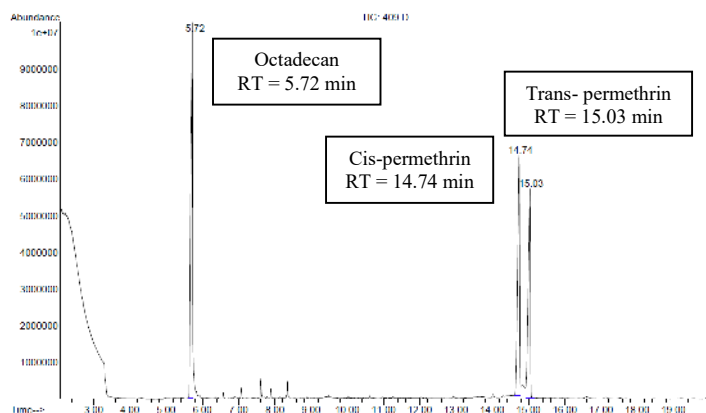 Abundance
TIC: 409 D
1e+07
5.72
Octadecan
RT = 5.72 min
Trans- permethrin
RT = 15.03 min
Cis-permethrin
RT = 14.74 min
14.74
15.03
9000000
8000000
7000000
6000000
5000000
4000000
3000000
2000000
1000000
Time-->
3.00 4.00 5.00 6.00 7.00 8.00 9.00 10.00 11.00 12.00 13.00 14.00 15.00 16.00 17.00 18.00 19.00